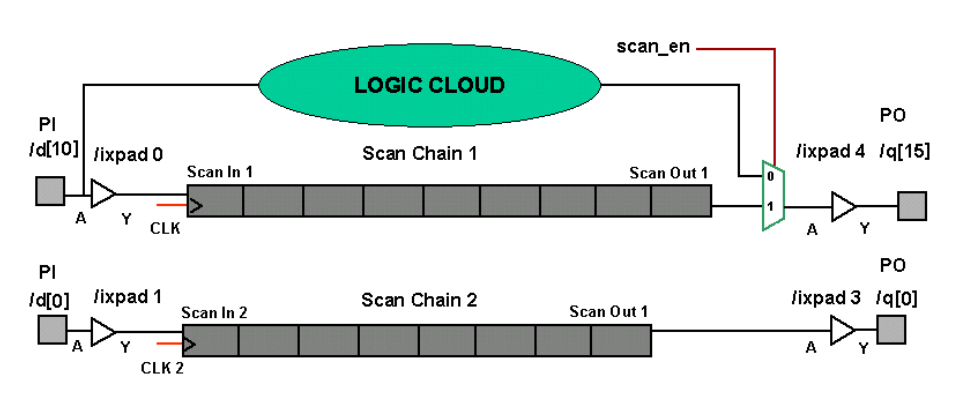 scan_en
LOGIC CLOUD
PI
/d[10]
/ixpad 0
Scan Chain 1
PO
/ixpad 4
/q[15]
Scan In 1
Scan Out 1
0
1
A
Y
CLK
A
Y
PI
/d[0]
/ixpad 1
Scan Chain 2
PO
/ixpad 3
/q[0]
Scan In 2
Scan Out 1
A
Y
CLK 2
A
Y